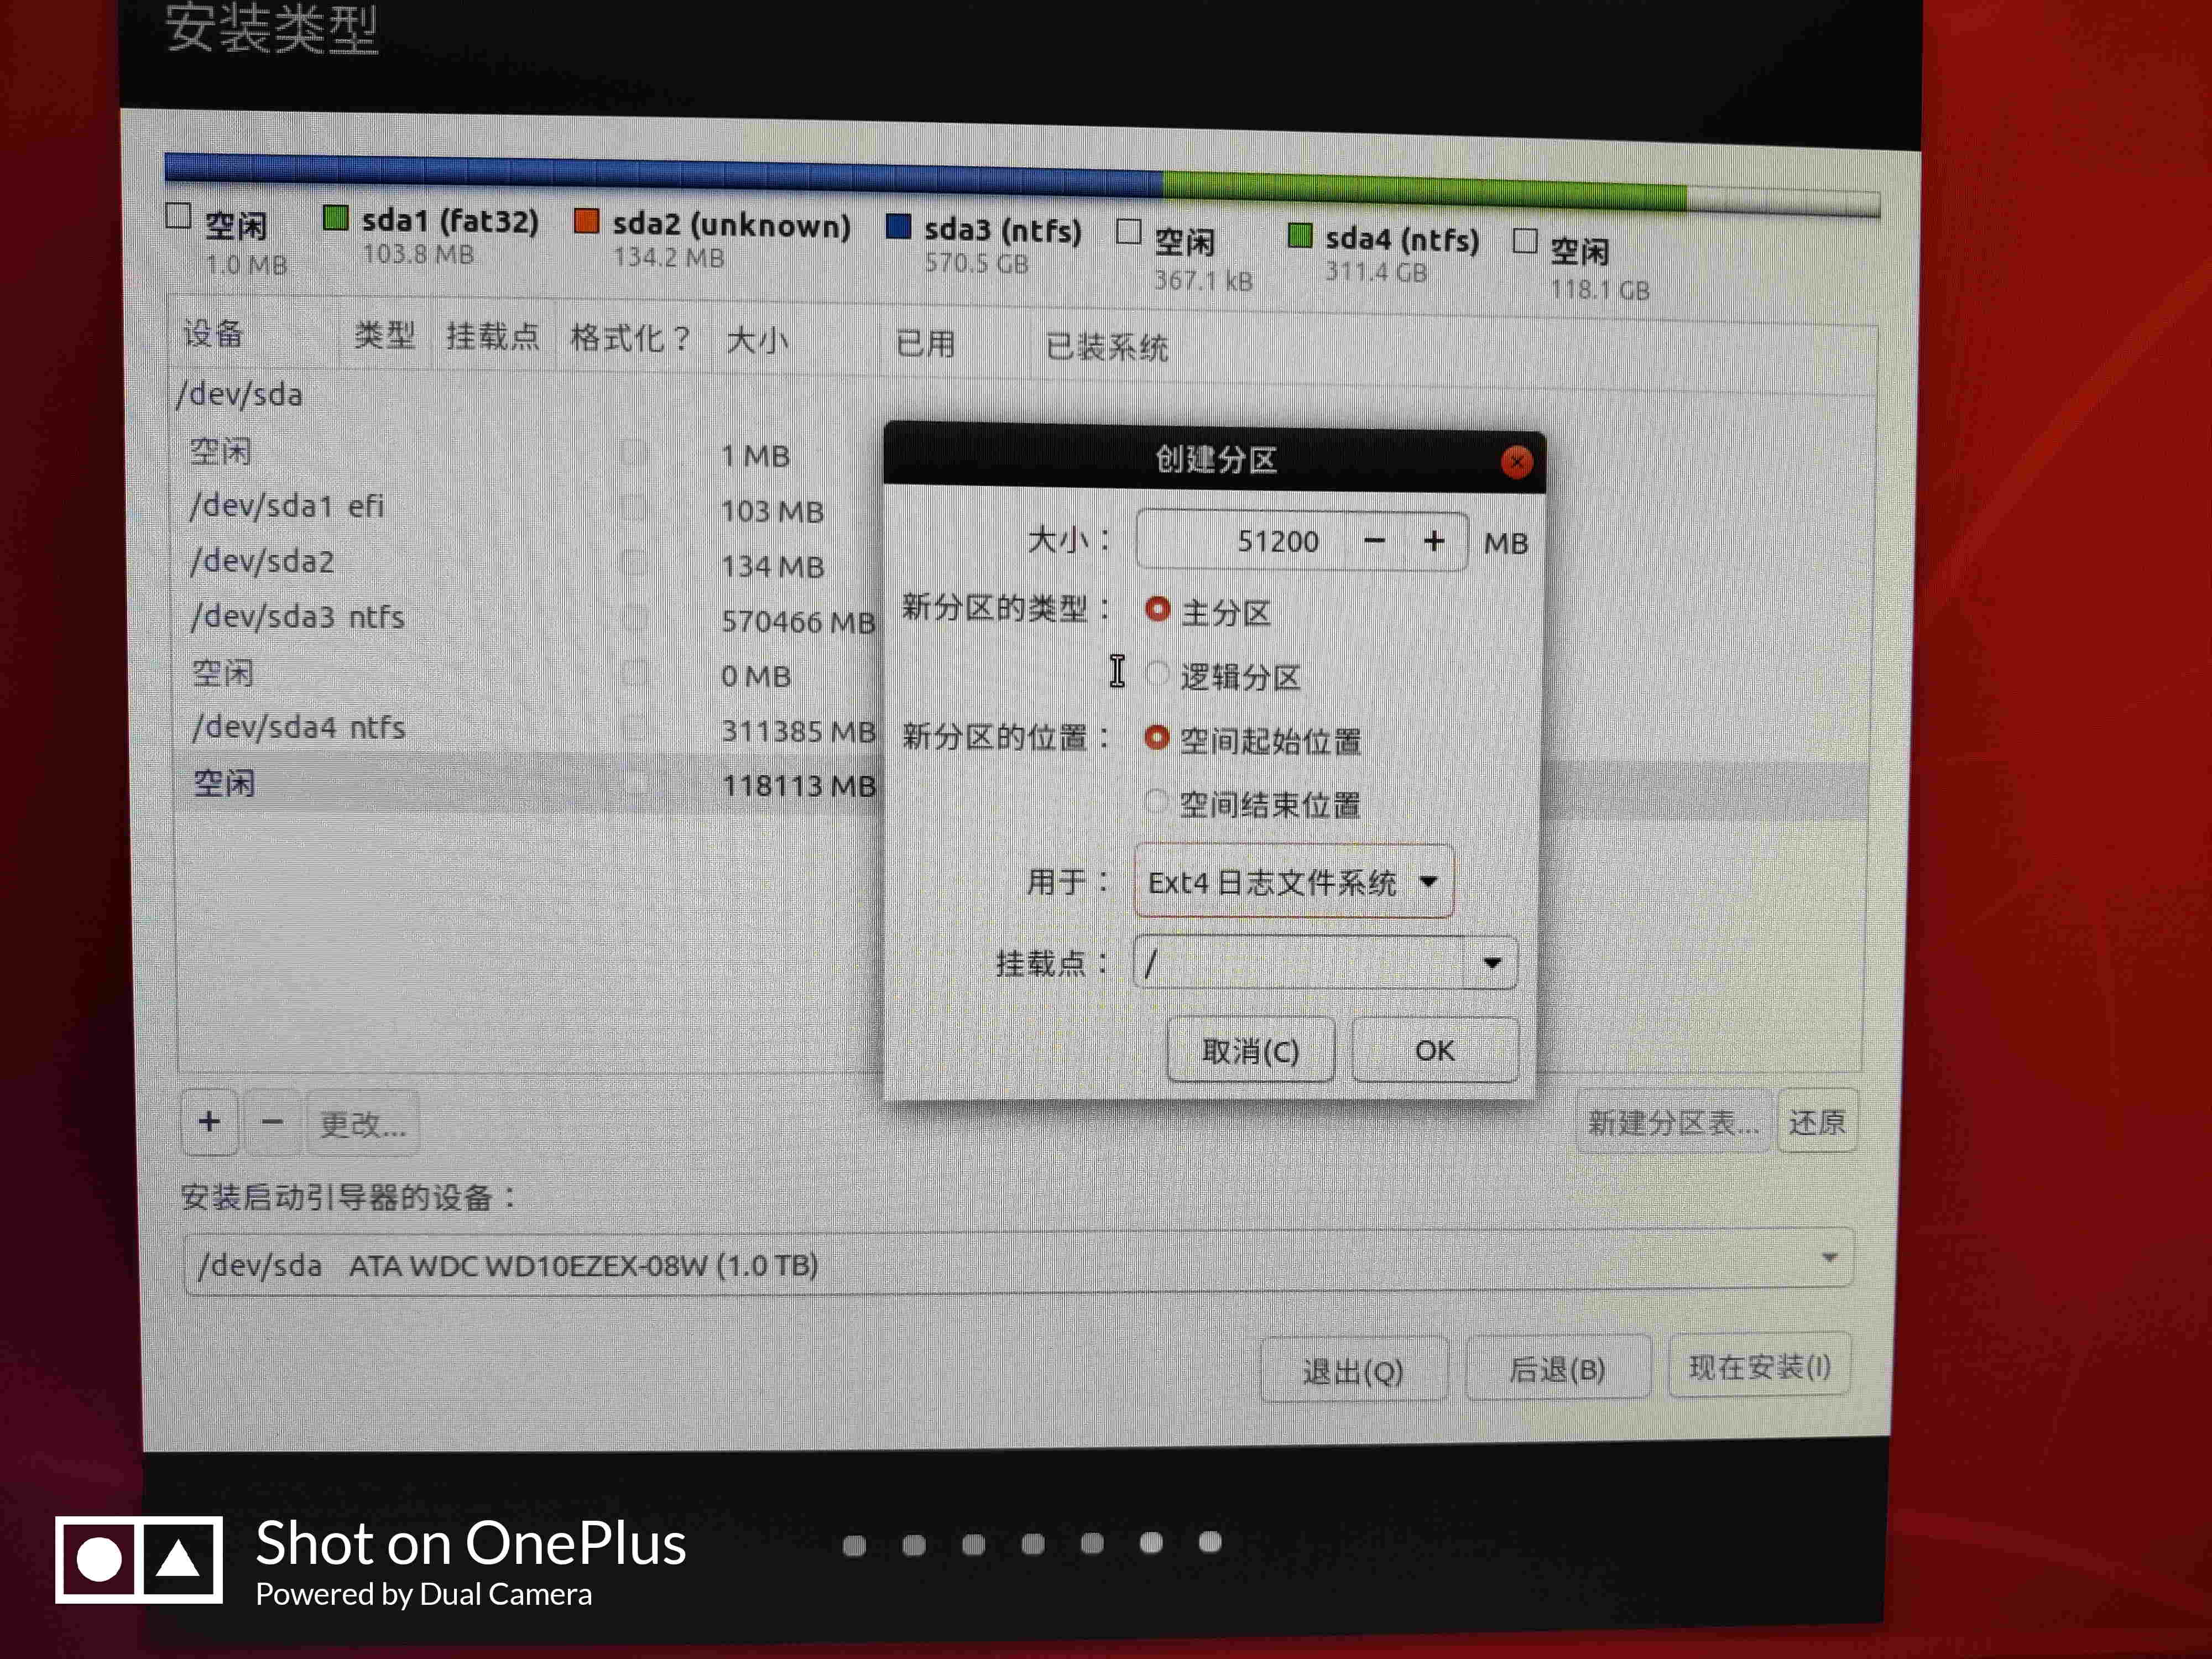 安装类型
空闲 sda1 (fat32) sda2 (unknown) sda3 (ntfs) 空闲 sda4 (ntfs) 空闲
1.0 MB 103.8 MB 134.2 MB 570.5 GB 367.1 kB 311.4 GB 118.1 GB
设备 类型 挂载点 格式化？ 大小 已用 已装系统
/dev/sda
空闲 1 MB
/dev/sda1 efi 103 MB
/dev/sda2 134 MB
/dev/sda3 ntfs 570466 MB
空闲 0 MB
/dev/sda4 ntfs 311385 MB
空闲 118113 MB
创建分区
大小： 51200 − + MB
新分区的类型： 主分区
逻辑分区
新分区的位置： 空间起始位置
空间结束位置
用于： Ext4 日志文件系统
挂载点： /
取消(C) OK
+ − 更改... 新建分区表... 还原
安装启动引导器的设备：
/dev/sda ATA WDC WD10EZEX-08W (1.0 TB)
退出(Q) 后退(B) 现在安装(I)
Shot on OnePlus
Powered by Dual Camera